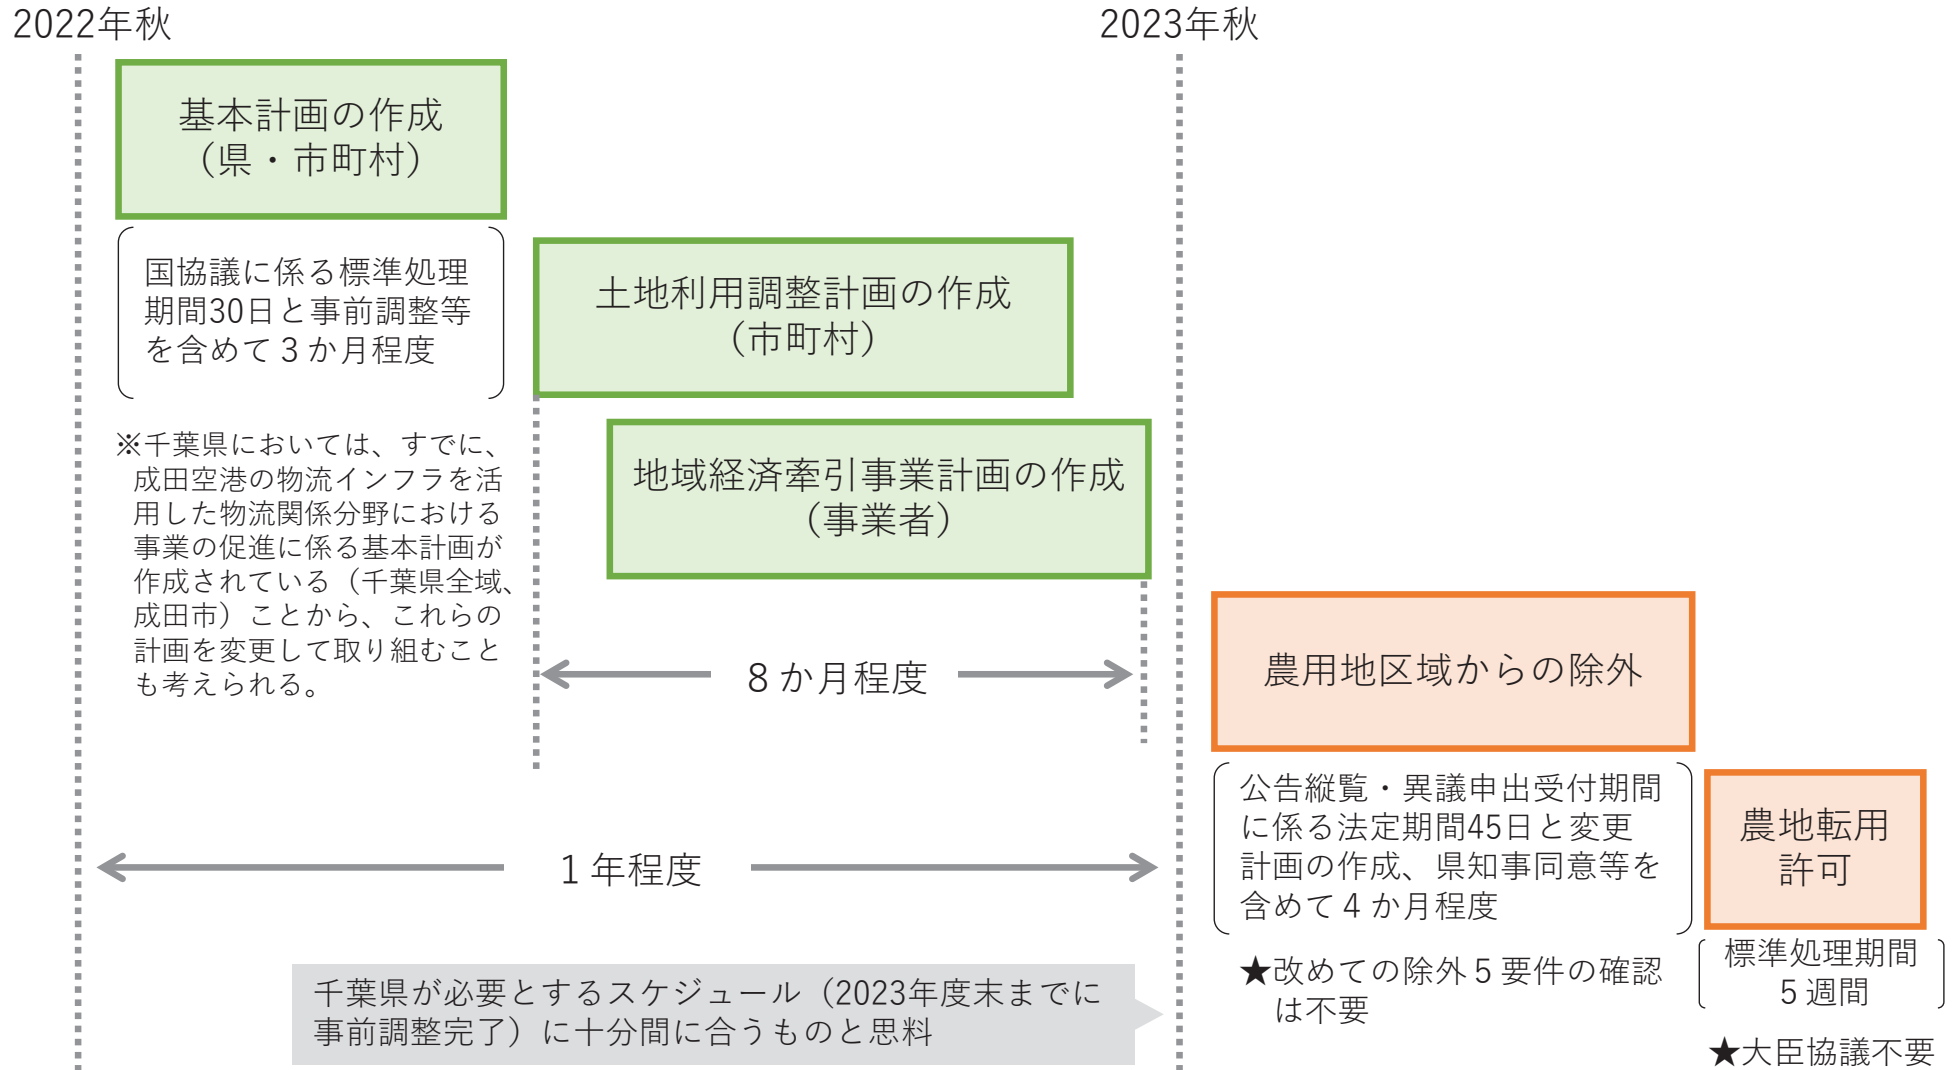 2022年秋
2023年秋
基本計画の作成
（県・市町村）
国協議に係る標準処理
期間30日と事前調整等
を含めて３か月程度
※千葉県においては、すでに、
成田空港の物流インフラを活
用した物流関係分野における
事業の促進に係る基本計画が
作成されている（千葉県全域、
成田市）ことから、これらの
計画を変更して取り組むこと
も考えられる。
土地利用調整計画の作成
（市町村）
地域経済牽引事業計画の作成
（事業者）
８か月程度
１年程度
千葉県が必要とするスケジュール（2023年度末までに
事前調整完了）に十分間に合うものと思料
農用地区域からの除外
公告縦覧・異議申出受付期間
に係る法定期間45日と変更
計画の作成、県知事同意等を
含めて４か月程度
★改めての除外５要件の確認
は不要
農地転用
許可
標準処理期間
５週間
★大臣協議不要